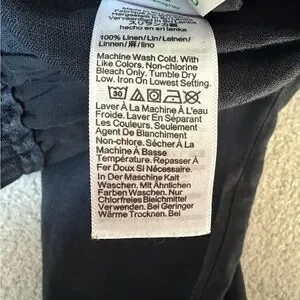 hecho en sri lanka
100% Linen/Lin/Leinen/
Linnen/麻/lino
Machine Wash Cold. With
Like Colors. Non-chlorine
Bleach Only. Tumble Dry
Low. Iron on Lowest Setting.
30
Laver À La Machine À L'eau
Froide. Laver En Séparant
Les Couleurs. Seulement
Agent De Blanchiment
Non-chlore. Sécher À La
Machine À Basse
Température. Repasser À
Fer Doux Si Nécessaire.
In Der Maschine Kalt
Waschen. Mit Ähnlichen
Farben Waschen. Nur
Chlorfreies Bleichmittel
Verwenden. Bei Geringer
Wärme Trocknen. Bei